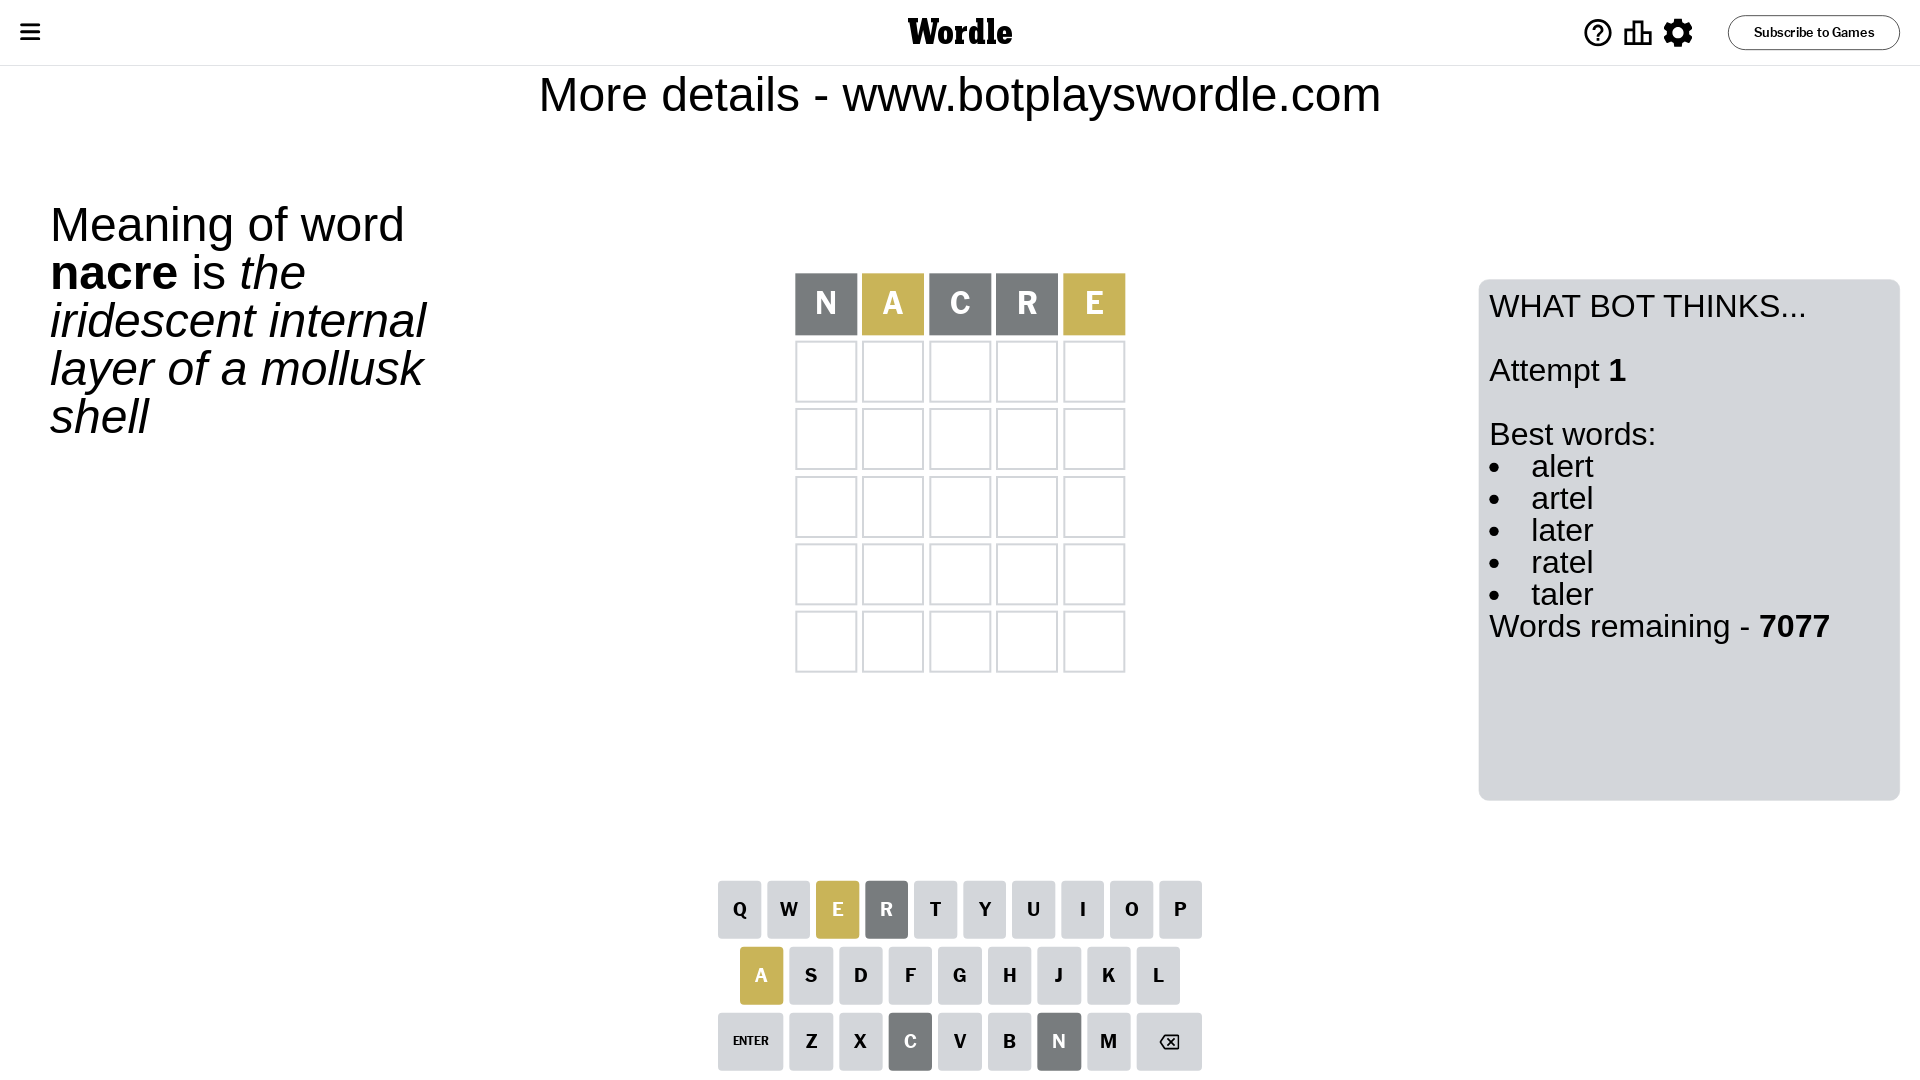 Wordle
Subscribe to Games
More details - www.botplayswordle.com
Meaning of word
nacre is the
iridescent internal
layer of a mollusk
shell
N A C R E
WHAT BOT THINKS...
Attempt 1
Best words:
• alert
• artel
• later
• ratel
• taler
Words remaining - 7077
Q W E R T Y U I O P
A S D F G H J K L
ENTER Z X C V B N M